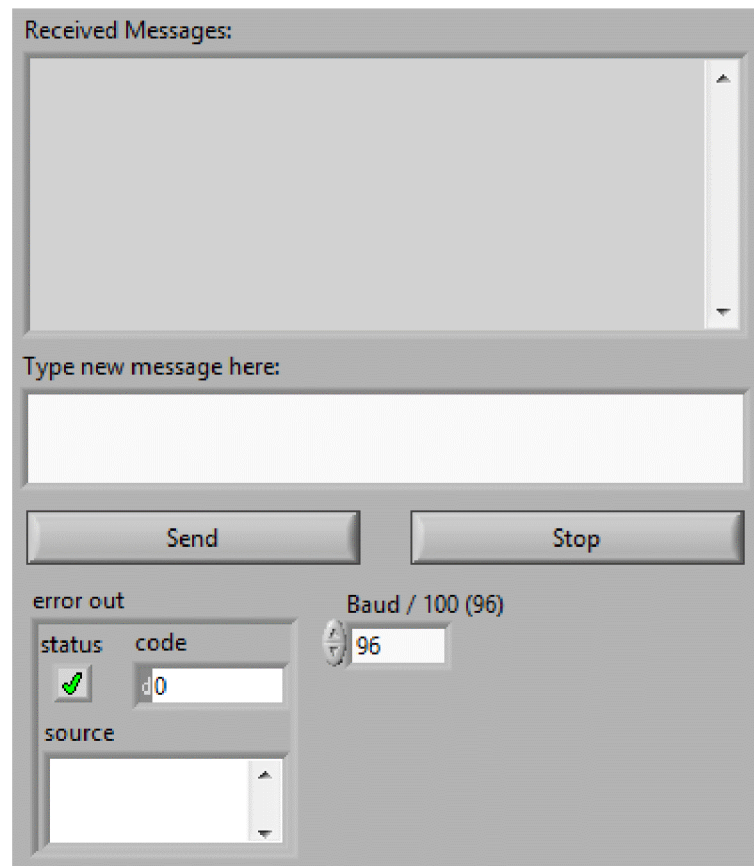 Received Messages:
Type new message here:
Send
Stop
error out
Baud / 100 (96)
status
code
96
d0
source